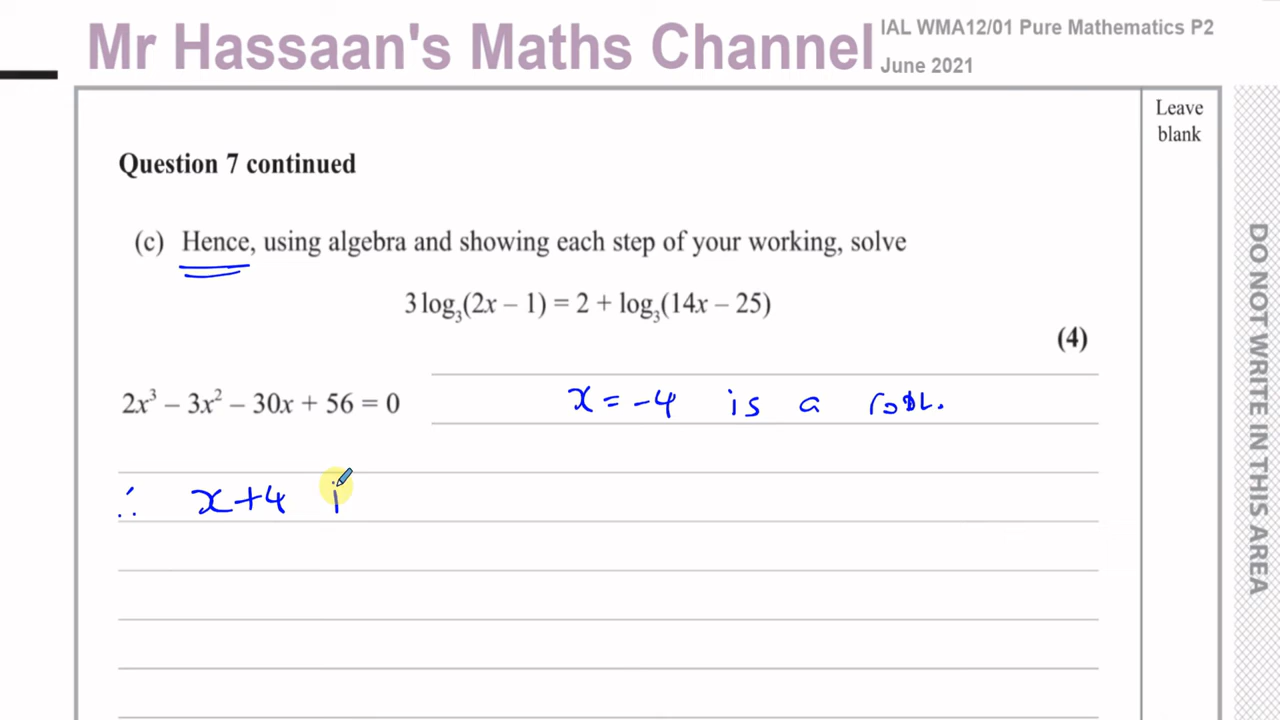 Mr Hassaan's Maths Channel
IAL WMA12/01 Pure Mathematics P2
June 2021
Leave
blank
Question 7 continued
(c) Hence, using algebra and showing each step of your working, solve
3 log₃(2x – 1) = 2 + log₃(14x – 25)
(4)
2x³ – 3x² – 30x + 56 = 0
x = -4 is a root.
∴ x+4 i
DO NOT WRITE IN THIS AREA